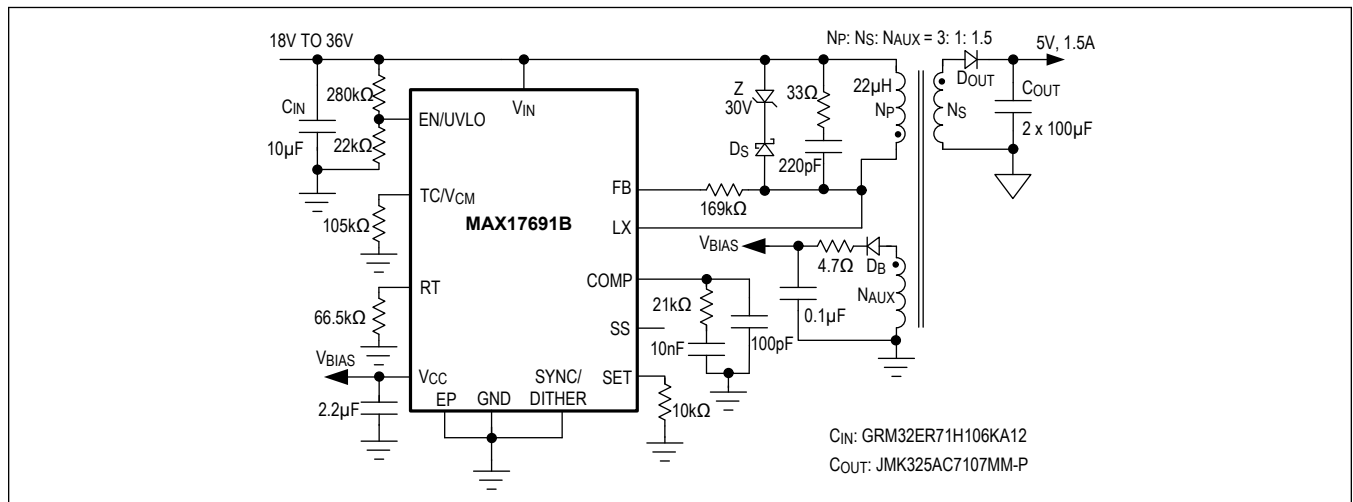 18V TO 36V
NP: NS: NAUX = 3: 1: 1.5
5V, 1.5A
CIN
10µF
280kΩ
22kΩ
EN/UVLO
VIN
Z
30V
DS
33Ω
220pF
22µH
NP
NS
DOUT
COUT
2 x 100µF
TC/VCM
105kΩ
MAX17691B
FB
169kΩ
LX
VBIAS
4.7Ω
DB
NAUX
0.1µF
RT
66.5kΩ
COMP
21kΩ
10nF
100pF
SS
VBIAS
VCC
2.2µF
EP
GND
SYNC/
DITHER
SET
10kΩ
CIN: GRM32ER71H106KA12
COUT: JMK325AC7107MM-P